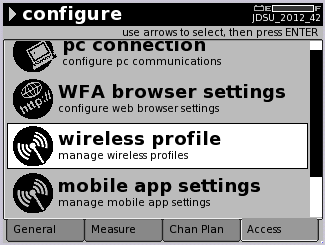 configure
E F
JDSU_2012_42
use arrows to select, then press ENTER
pc connection
configure pc communications
http://
WFA browser settings
configure web browser settings
wireless profile
manage wireless profiles
mobile app settings
manage mobile app settings
General Measure Chan Plan Access